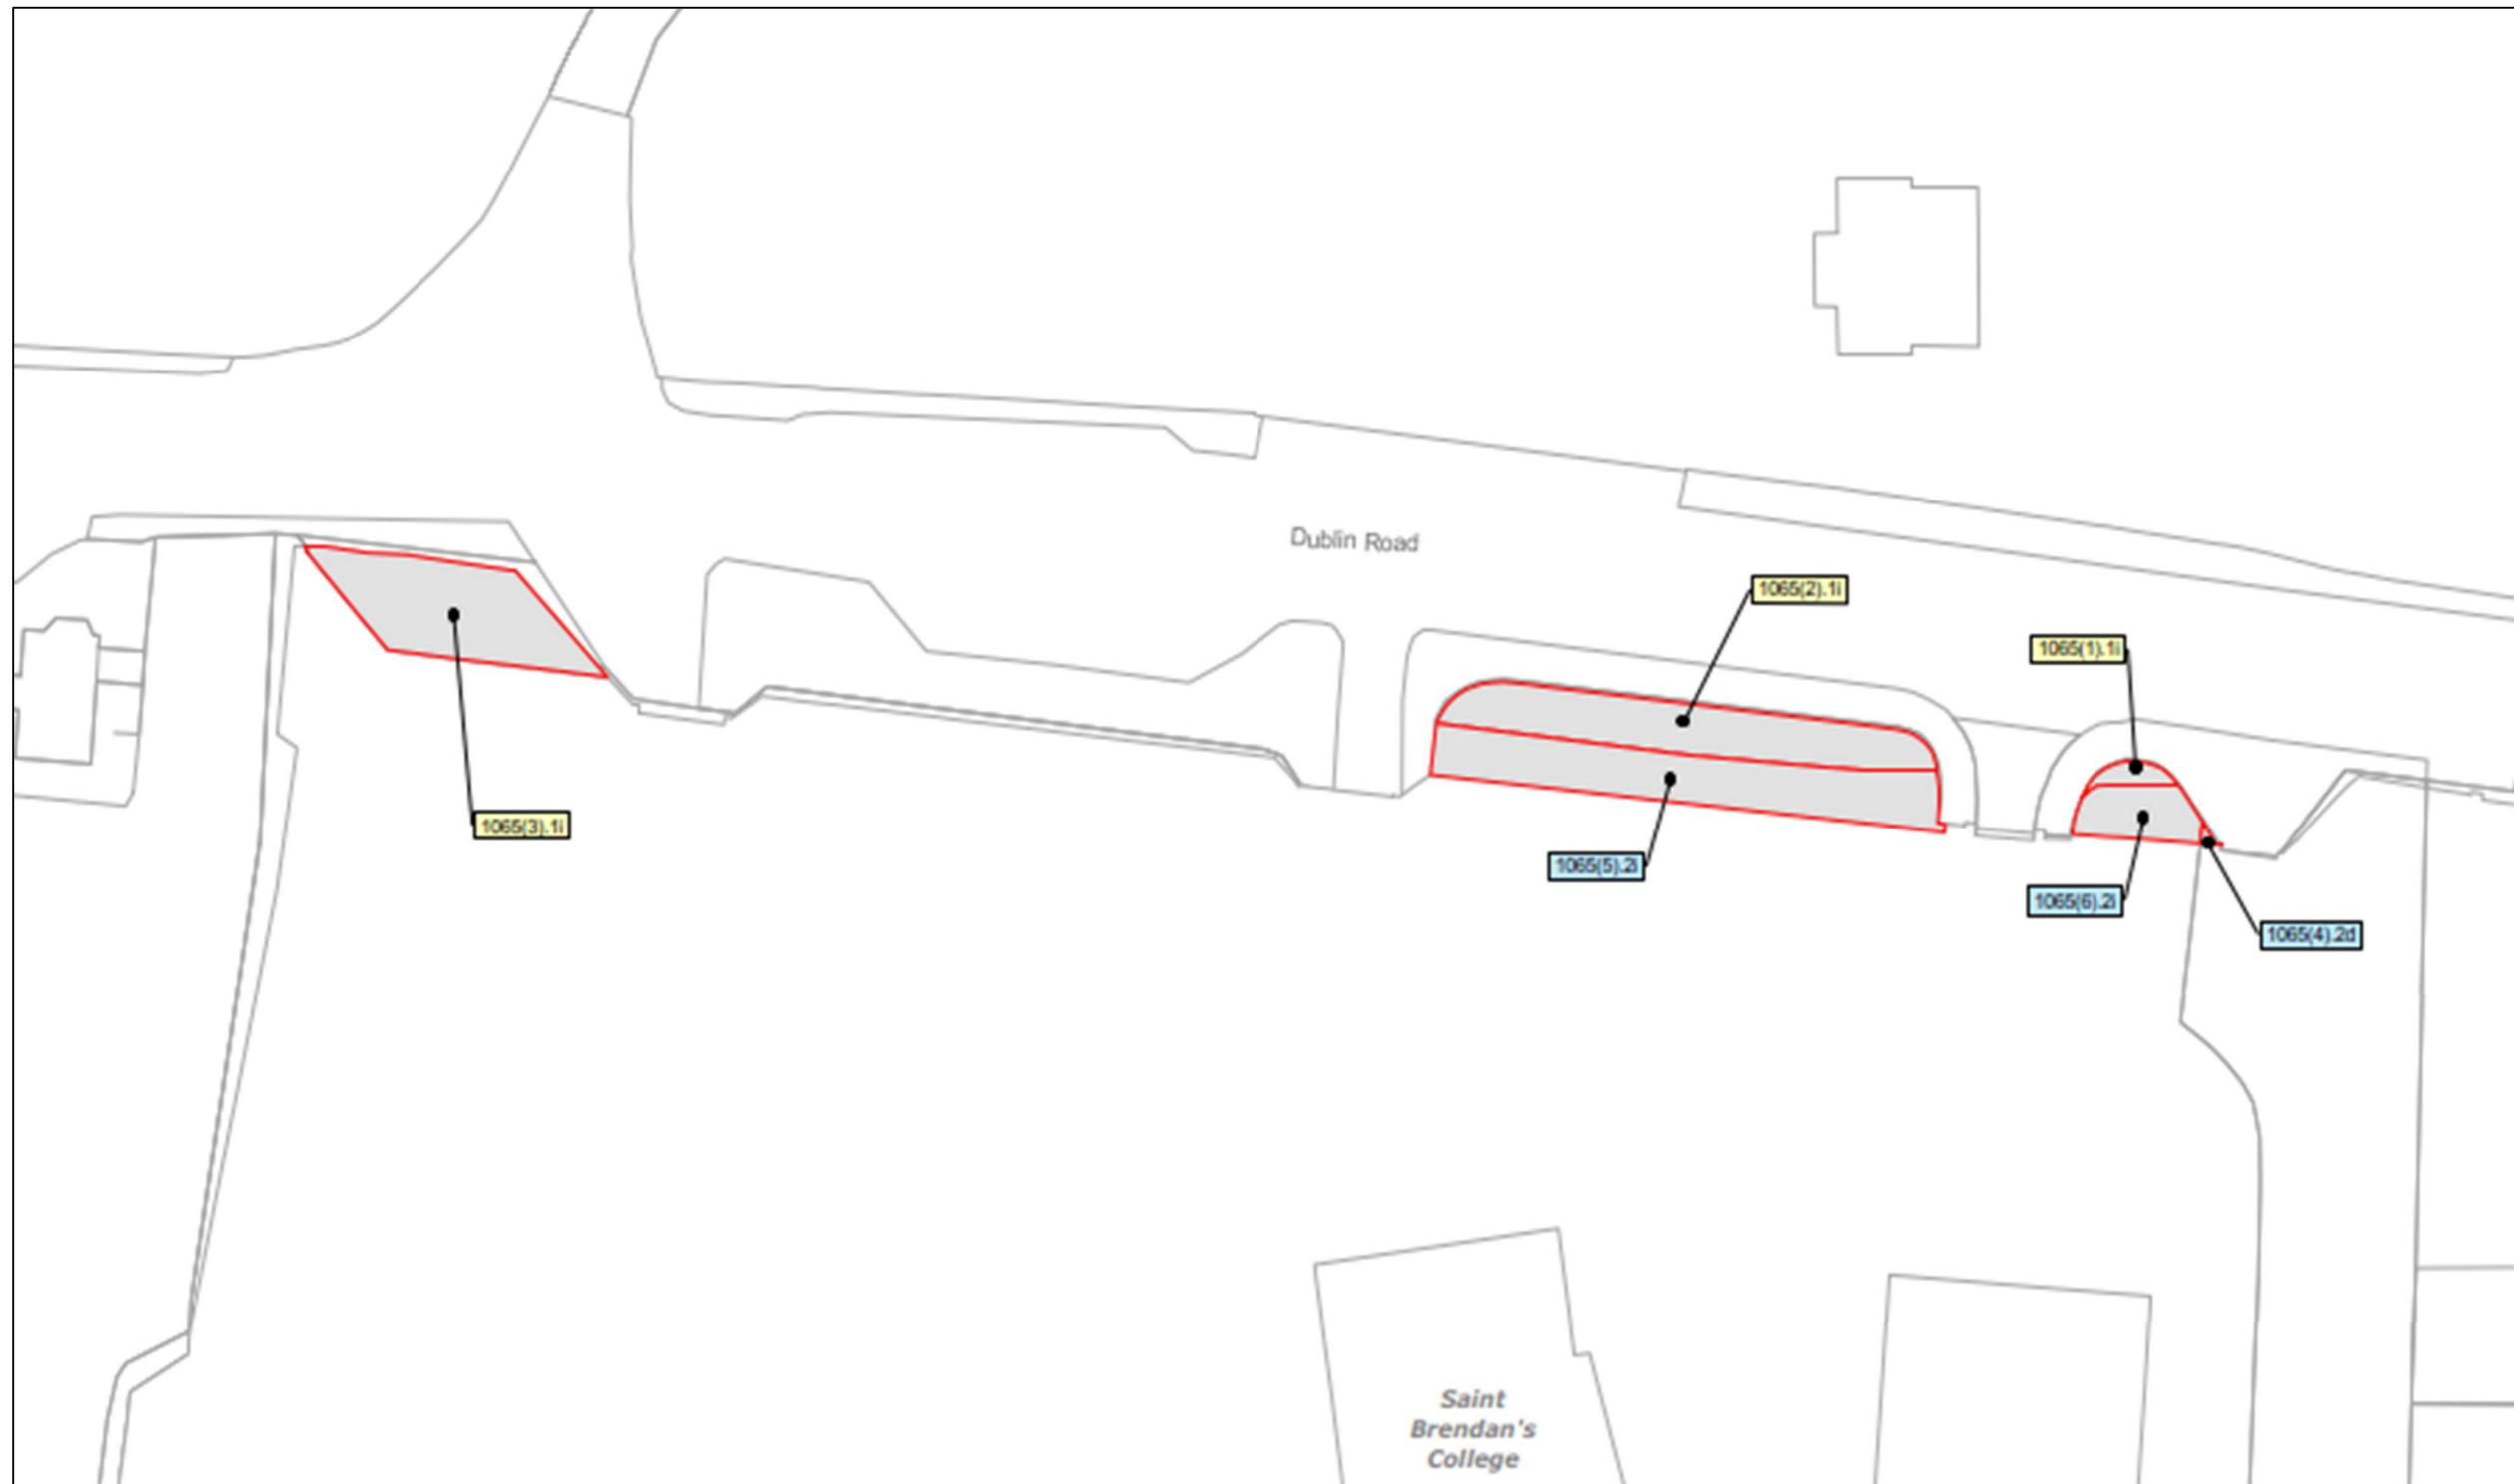 Dublin Road
1065(2).1i
1065(1).1i
1065(3).1i
1065(5).2i
1065(6).2i
1065(4).2d
Saint
Brendan's
College